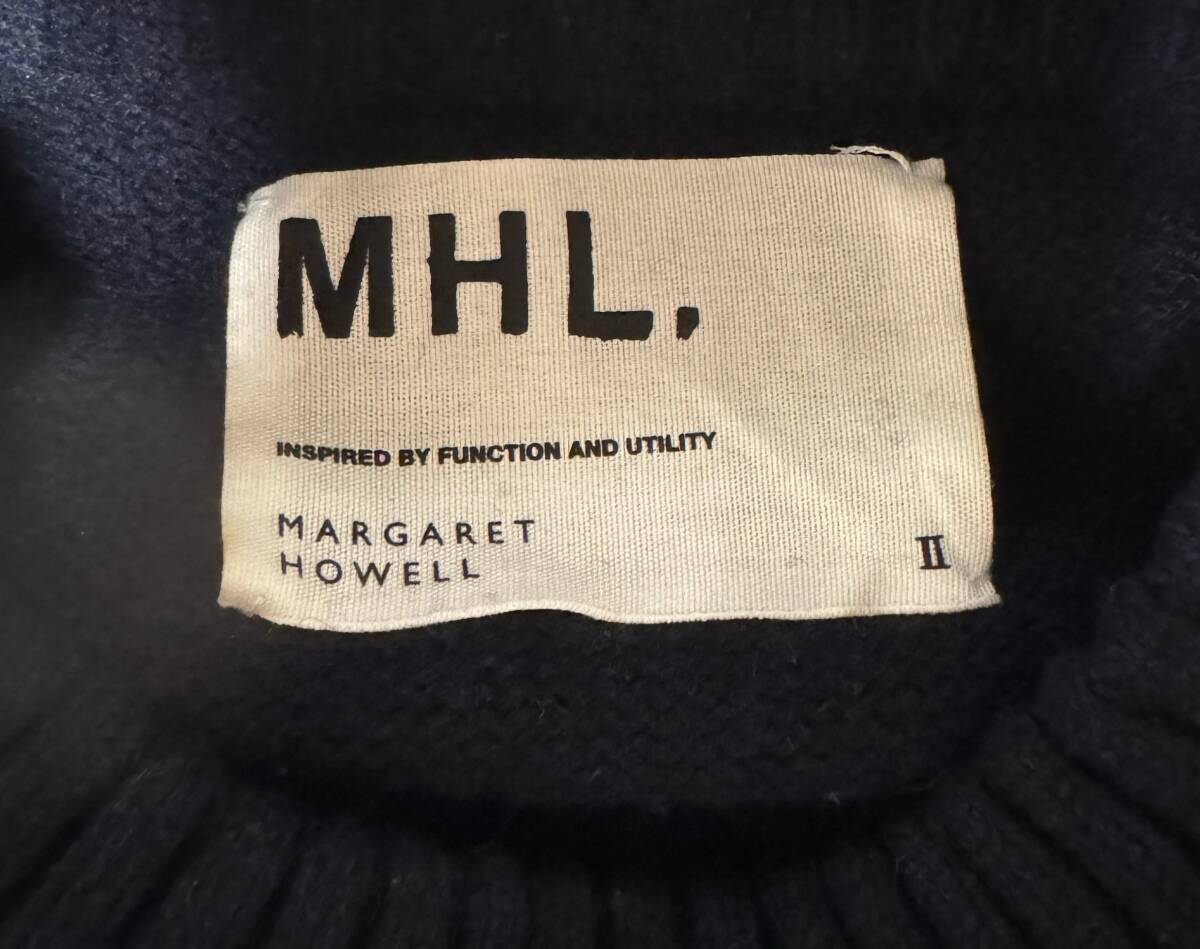 MHL.
INSPIRED BY FUNCTION AND UTILITY
MARGARET
HOWELL
II